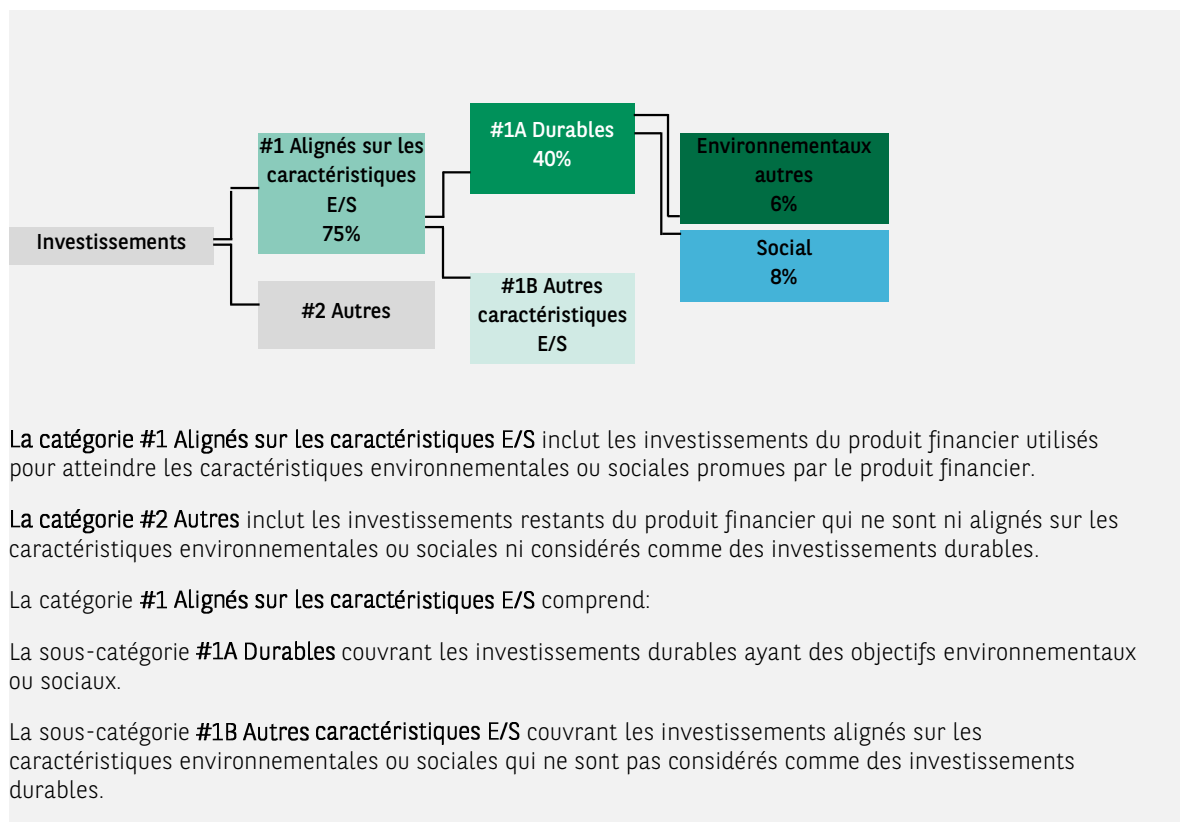 #1A Durables
40%
#1 Alignés sur les
caractéristiques
E/S
75%
Environnementaux
autres
6%
Investissements
Social
8%
#2 Autres
#1B Autres
caractéristiques
E/S
La catégorie #1 Alignés sur les caractéristiques E/S inclut les investissements du produit financier utilisés
pour atteindre les caractéristiques environnementales ou sociales promues par le produit financier.
La catégorie #2 Autres inclut les investissements restants du produit financier qui ne sont ni alignés sur les
caractéristiques environnementales ou sociales ni considérés comme des investissements durables.
La catégorie #1 Alignés sur les caractéristiques E/S comprend:
La sous-catégorie #1A Durables couvrant les investissements durables ayant des objectifs environnementaux
ou sociaux.
La sous-catégorie #1B Autres caractéristiques E/S couvrant les investissements alignés sur les
caractéristiques environnementales ou sociales qui ne sont pas considérés comme des investissements
durables.